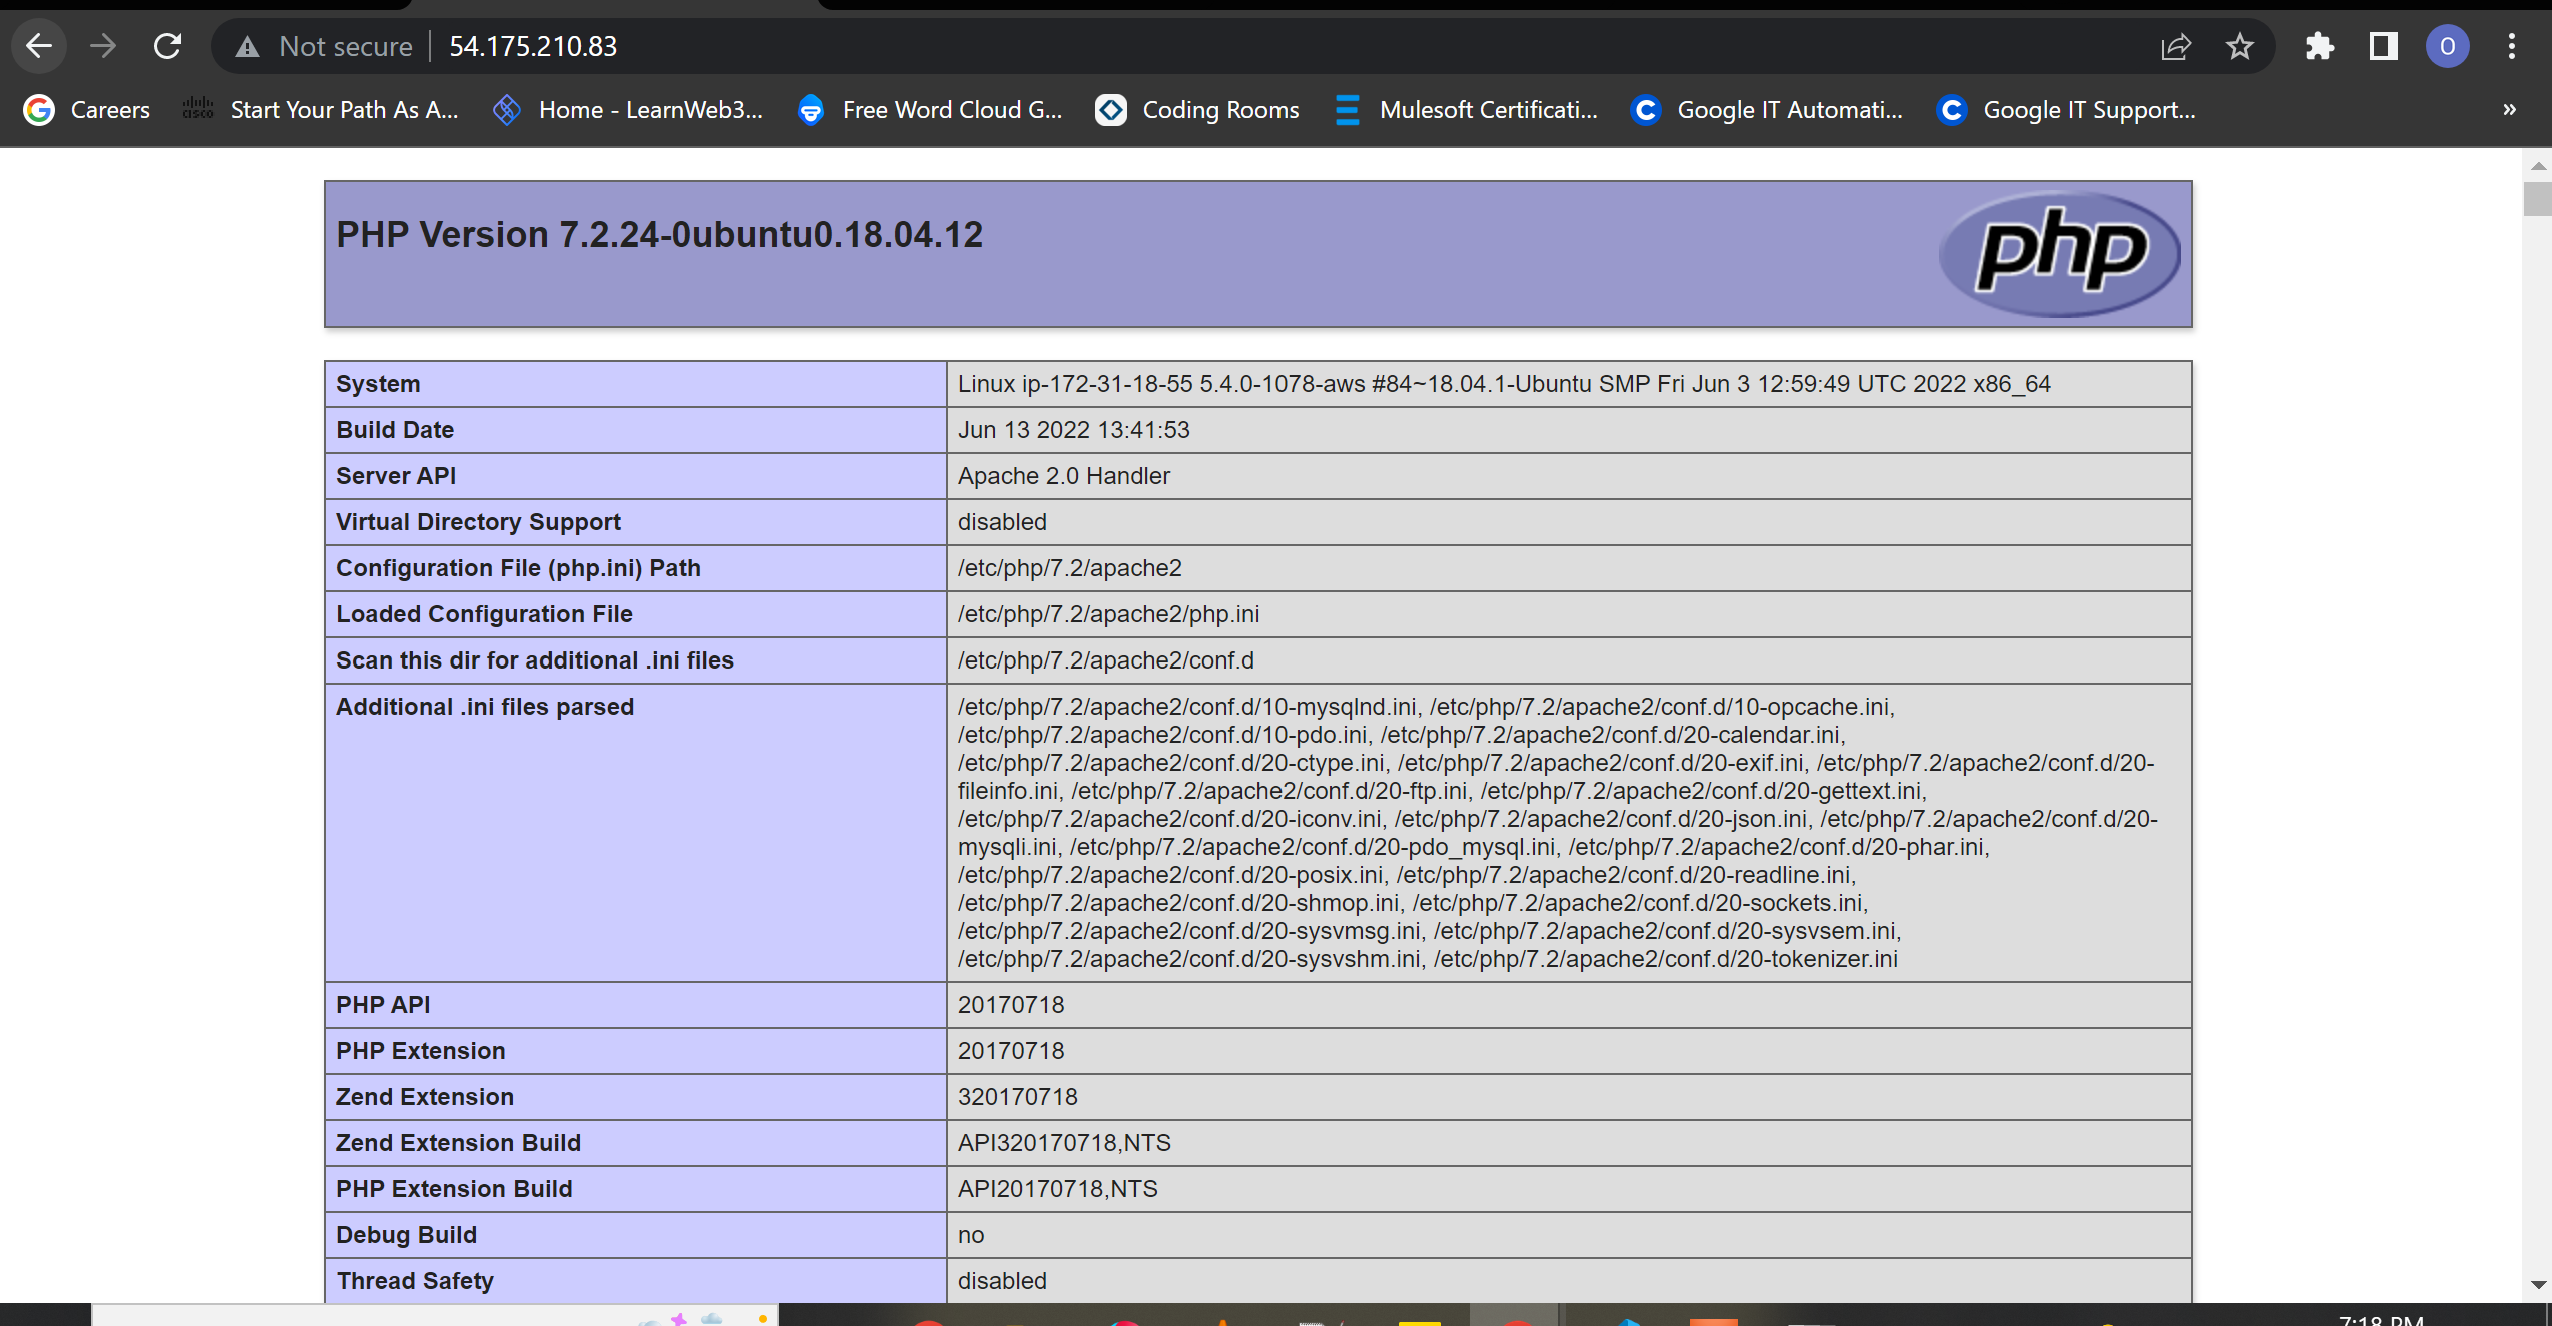 Not secure | 54.175.210.83
O
Careers
CISCO
Start Your Path As A...
Home - LearnWeb3...
Free Word Cloud G...
Coding Rooms
Mulesoft Certificati...
Google IT Automati...
Google IT Support...
»
PHP Version 7.2.24-0ubuntu0.18.04.12
php
System Linux ip-172-31-18-55 5.4.0-1078-aws #84~18.04.1-Ubuntu SMP Fri Jun 3 12:59:49 UTC 2022 x86_64
Build Date Jun 13 2022 13:41:53
Server API Apache 2.0 Handler
Virtual Directory Support disabled
Configuration File (php.ini) Path /etc/php/7.2/apache2
Loaded Configuration File /etc/php/7.2/apache2/php.ini
Scan this dir for additional .ini files /etc/php/7.2/apache2/conf.d
Additional .ini files parsed /etc/php/7.2/apache2/conf.d/10-mysqlnd.ini, /etc/php/7.2/apache2/conf.d/10-opcache.ini,
/etc/php/7.2/apache2/conf.d/10-pdo.ini, /etc/php/7.2/apache2/conf.d/20-calendar.ini,
/etc/php/7.2/apache2/conf.d/20-ctype.ini, /etc/php/7.2/apache2/conf.d/20-exif.ini, /etc/php/7.2/apache2/conf.d/20-
fileinfo.ini, /etc/php/7.2/apache2/conf.d/20-ftp.ini, /etc/php/7.2/apache2/conf.d/20-gettext.ini,
/etc/php/7.2/apache2/conf.d/20-iconv.ini, /etc/php/7.2/apache2/conf.d/20-json.ini, /etc/php/7.2/apache2/conf.d/20-
mysqli.ini, /etc/php/7.2/apache2/conf.d/20-pdo_mysql.ini, /etc/php/7.2/apache2/conf.d/20-phar.ini,
/etc/php/7.2/apache2/conf.d/20-posix.ini, /etc/php/7.2/apache2/conf.d/20-readline.ini,
/etc/php/7.2/apache2/conf.d/20-shmop.ini, /etc/php/7.2/apache2/conf.d/20-sockets.ini,
/etc/php/7.2/apache2/conf.d/20-sysvmsg.ini, /etc/php/7.2/apache2/conf.d/20-sysvsem.ini,
/etc/php/7.2/apache2/conf.d/20-sysvshm.ini, /etc/php/7.2/apache2/conf.d/20-tokenizer.ini
PHP API 20170718
PHP Extension 20170718
Zend Extension 320170718
Zend Extension Build API320170718,NTS
PHP Extension Build API20170718,NTS
Debug Build no
Thread Safety disabled
7:18 PM